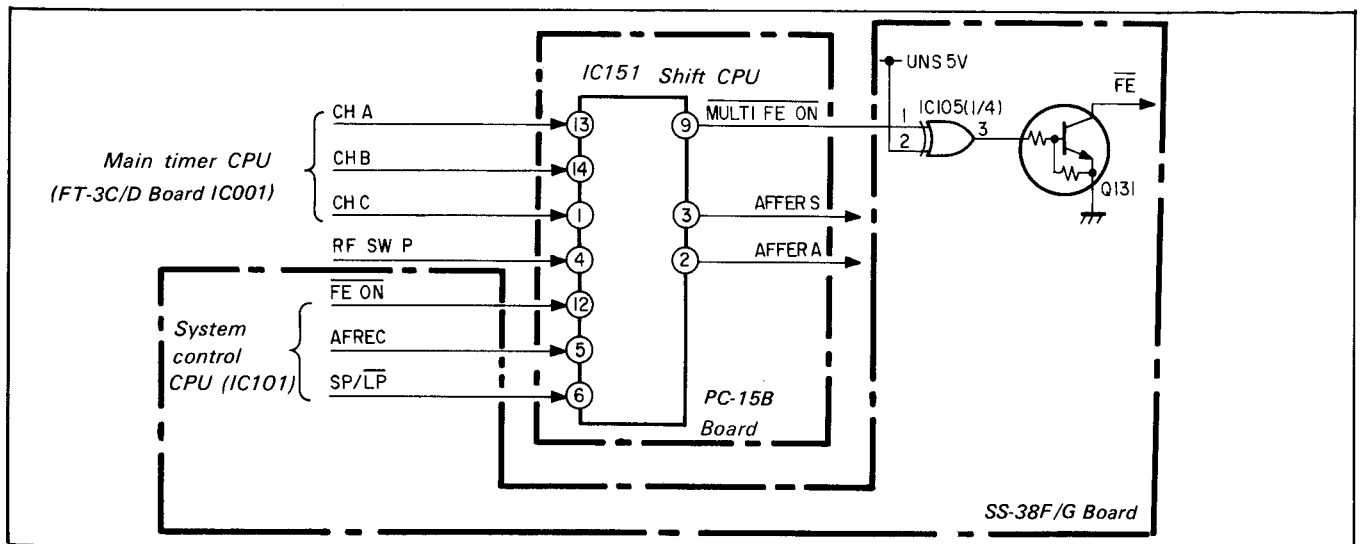 UNS 5V
IC151 Shift CPU
CH A
13
9
MULTI FE ON
1
IC105(1/4)
3
2
FE
Main timer CPU
(FT-3C/D Board IC001)
CH B
14
Q131
CH C
1
3
AFFER S
RF SW P
4
2
AFFER A
FE ON
12
System
control
CPU (IC101)
AFREC
5
SP/LP
6
PC-15B
Board
SS-38F/G Board